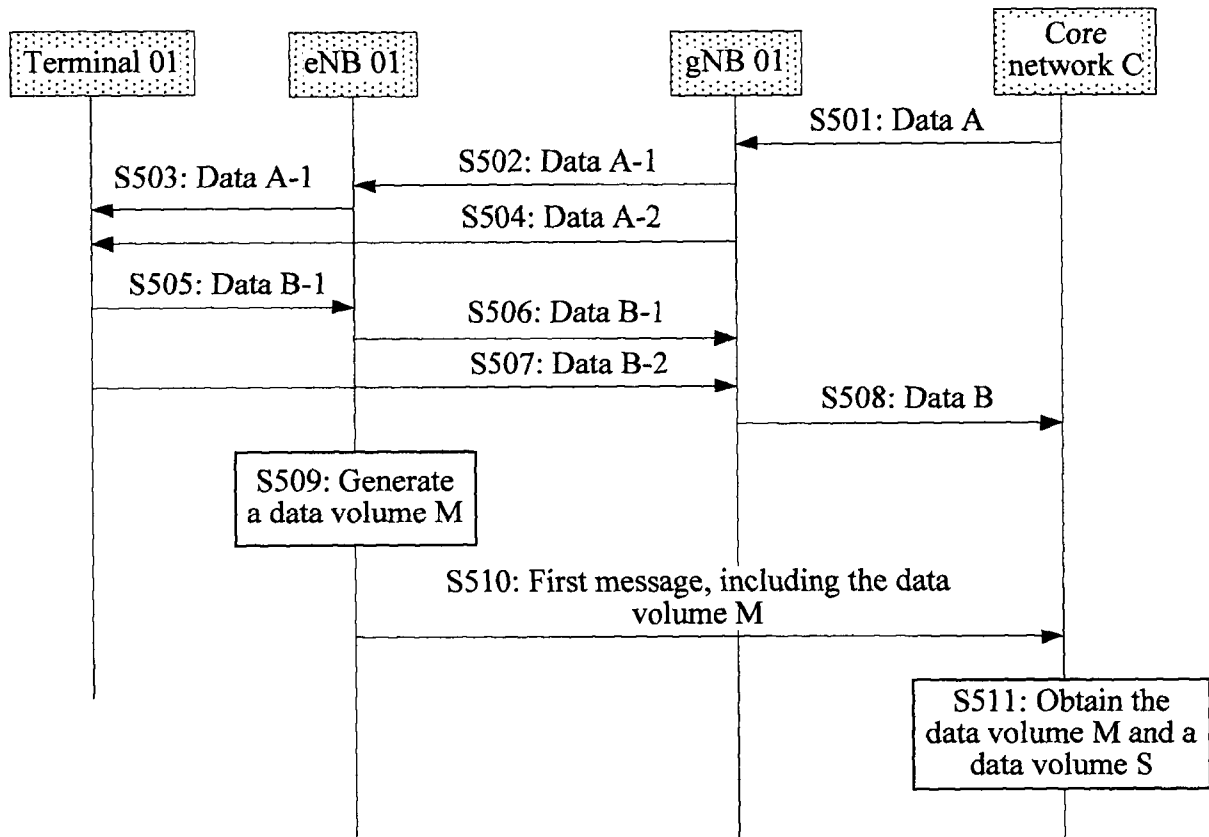 Terminal 01
eNB 01
gNB 01
Core
network C
S501: Data A
S502: Data A-1
S503: Data A-1
S504: Data A-2
S505: Data B-1
S506: Data B-1
S507: Data B-2
S508: Data B
S509: Generate
a data volume M
S510: First message, including the data
volume M
S511: Obtain the
data volume M and a
data volume S